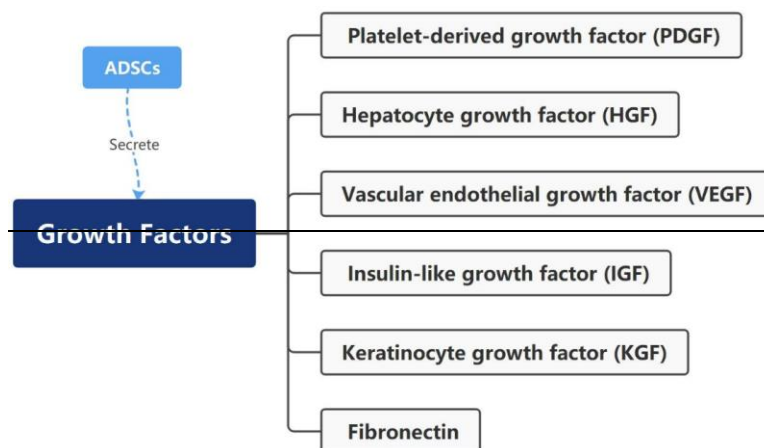 ADSCs
Secrete
Growth Factors
Platelet-derived growth factor (PDGF)
Hepatocyte growth factor (HGF)
Vascular endothelial growth factor (VEGF)
Insulin-like growth factor (IGF)
Keratinocyte growth factor (KGF)
Fibronectin